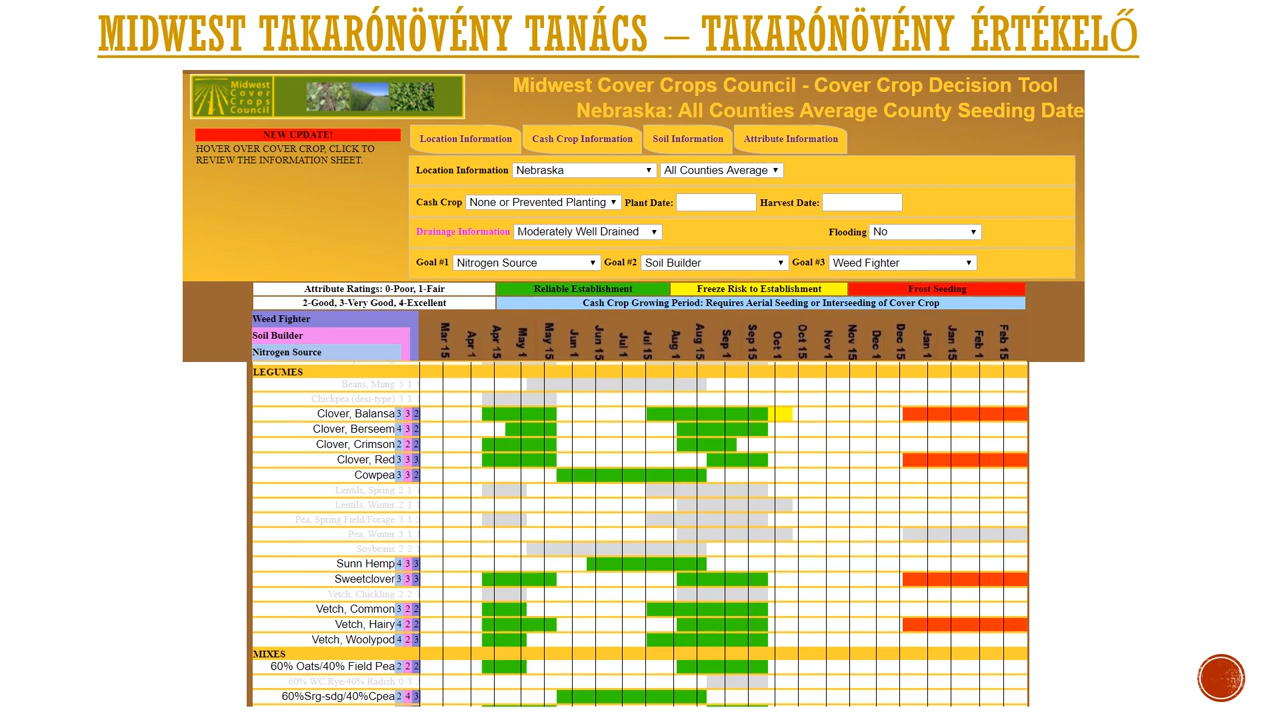 MIDWEST TAKARÓNÖVÉNY TANÁCS – TAKARÓNÖVÉNY ÉRTÉKELŐ
Midwest
Cover
Crops
Council
Midwest Cover Crops Council - Cover Crop Decision Tool
Nebraska: All Counties Average County Seeding Date
NEW UPDATE!
HOVER OVER COVER CROP, CLICK TO
REVIEW THE INFORMATION SHEET.
Location Information Cash Crop Information Soil Information Attribute Information
Location Information Nebraska All Counties Average
Cash Crop None or Prevented Planting Plant Date: Harvest Date:
Drainage Information Moderately Well Drained Flooding No
Goal #1 Nitrogen Source Goal #2 Soil Builder Goal #3 Weed Fighter
Attribute Ratings: 0-Poor, 1-Fair Reliable Establishment Freeze Risk to Establishment Frost Seeding
2-Good, 3-Very Good, 4-Excellent Cash Crop Growing Period: Requires Aerial Seeding or Interseeding of Cover Crop
Weed Fighter
Soil Builder
Nitrogen Source
Mar 15 Apr 1 Apr 15 May 1 May 15 Jun 1 Jun 15 Jul 1 Jul 15 Aug 1 Aug 15 Sep 1 Sep 15 Oct 1 Oct 15 Nov 1 Nov 15 Dec 1 Dec 15 Jan 1 Jan 15 Feb 1 Feb 15
LEGUMES
Beans, Mung 3 1
Chickpea (desi-type) 3 1
Clover, Balansa 3 3 2
Clover, Berseem 4 3 2
Clover, Crimson 2 2 2
Clover, Red 3 3 3
Cowpea 3 3 2
Lentils, Spring 2 1
Lentils, Winter 2 1
Pea, Spring Field/Forage 3 1
Pea, Winter 3 1
Soybeans 2 2
Sunn Hemp 4 3 3
Sweetclover 3 3 3
Vetch, Chickling 2 2
Vetch, Common 3 2 2
Vetch, Hairy 4 2 3
Vetch, Woolypod 4 2 3
MIXES
60% Oats/40% Field Pea 2 2 2
60% WC Rye/40% Radish 0 3
60%Srg-sdg/40%Cpea 2 4 3